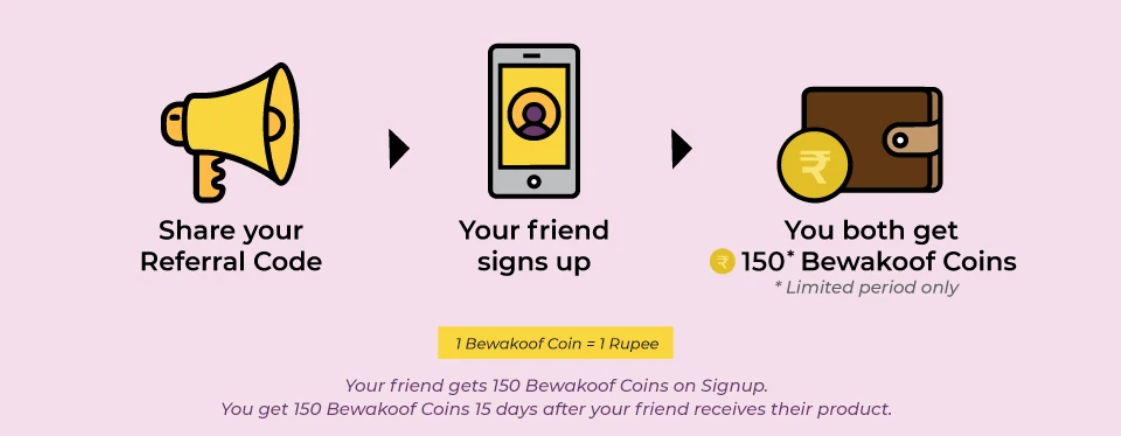 Share your
Referral Code
Your friend
signs up
You both get
₹ 150* Bewakoof Coins
* Limited period only
₹
1 Bewakoof Coin = 1 Rupee
Your friend gets 150 Bewakoof Coins on Signup.
You get 150 Bewakoof Coins 15 days after your friend receives their product.